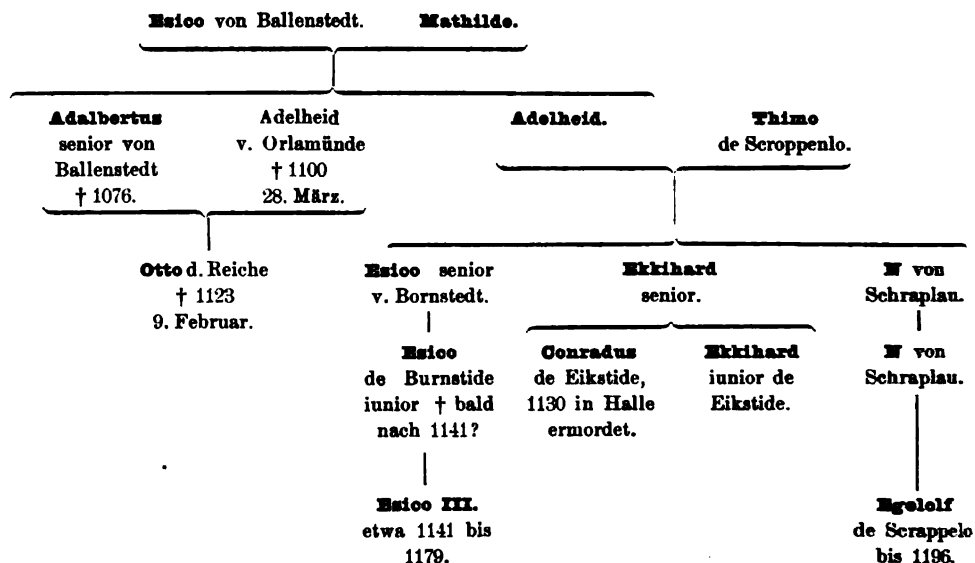 Esico von Ballenstedt. Mathilde.
Adalbertus
senior von
Ballenstedt
† 1076.
Adelheid
v. Orlamünde
† 1100
28. März.
Adelheid.
Thimo
de Scroppenlo.
Otto d. Reiche
† 1123
9. Februar.
Esico senior
v. Bornstedt.
Ekkihard
senior.
N von
Schraplau.
Esico
de Burnstide
iunior † bald
nach 1141?
Conradus
de Eikstide,
1130 in Halle
ermordet.
Ekkihard
iunior de
Eikstide.
N von
Schraplau.
Esico III.
etwa 1141 bis
1179.
Egelolf
de Scrappelo
bis 1196.